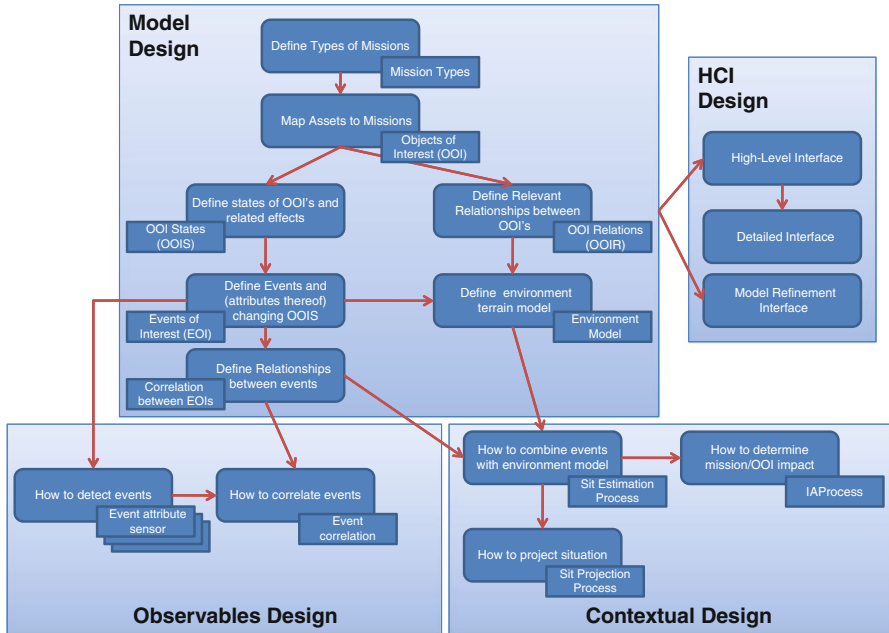 Model
Design
Define Types of Missions
Mission Types
Map Assets to Missions
Objects of
Interest (OOI)
Define states of OOI's and
related effects
OOI States
(OOIS)
Define Relevant
Relationships between
OOI's
OOI Relations
(OOIR)
Define Events and
(attributes thereof)
changing OOIS
Events of
Interest (EOI)
Define environment
terrain model
Environment
Model
Define Relationships
between events
Correlation
between EOIs
HCI
Design
High-Level Interface
Detailed Interface
Model Refinement
Interface
How to detect events
Event attribute
sensor
How to correlate events
Event
correlation
Observables Design
How to combine events
with environment model
Sit Estimation
Process
How to determine
mission/OOI impact
IAProcess
How to project situation
Sit Projection
Process
Contextual Design